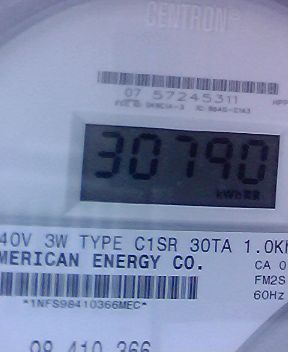 CENTRON®
07 57245311
30790
kWh
40V 3W TYPE C1SR 30TA 1.0Kh
MERICAN ENERGY CO.
CA 0
FM2S
60Hz
*1NFS98410366MEC*
98 410 366